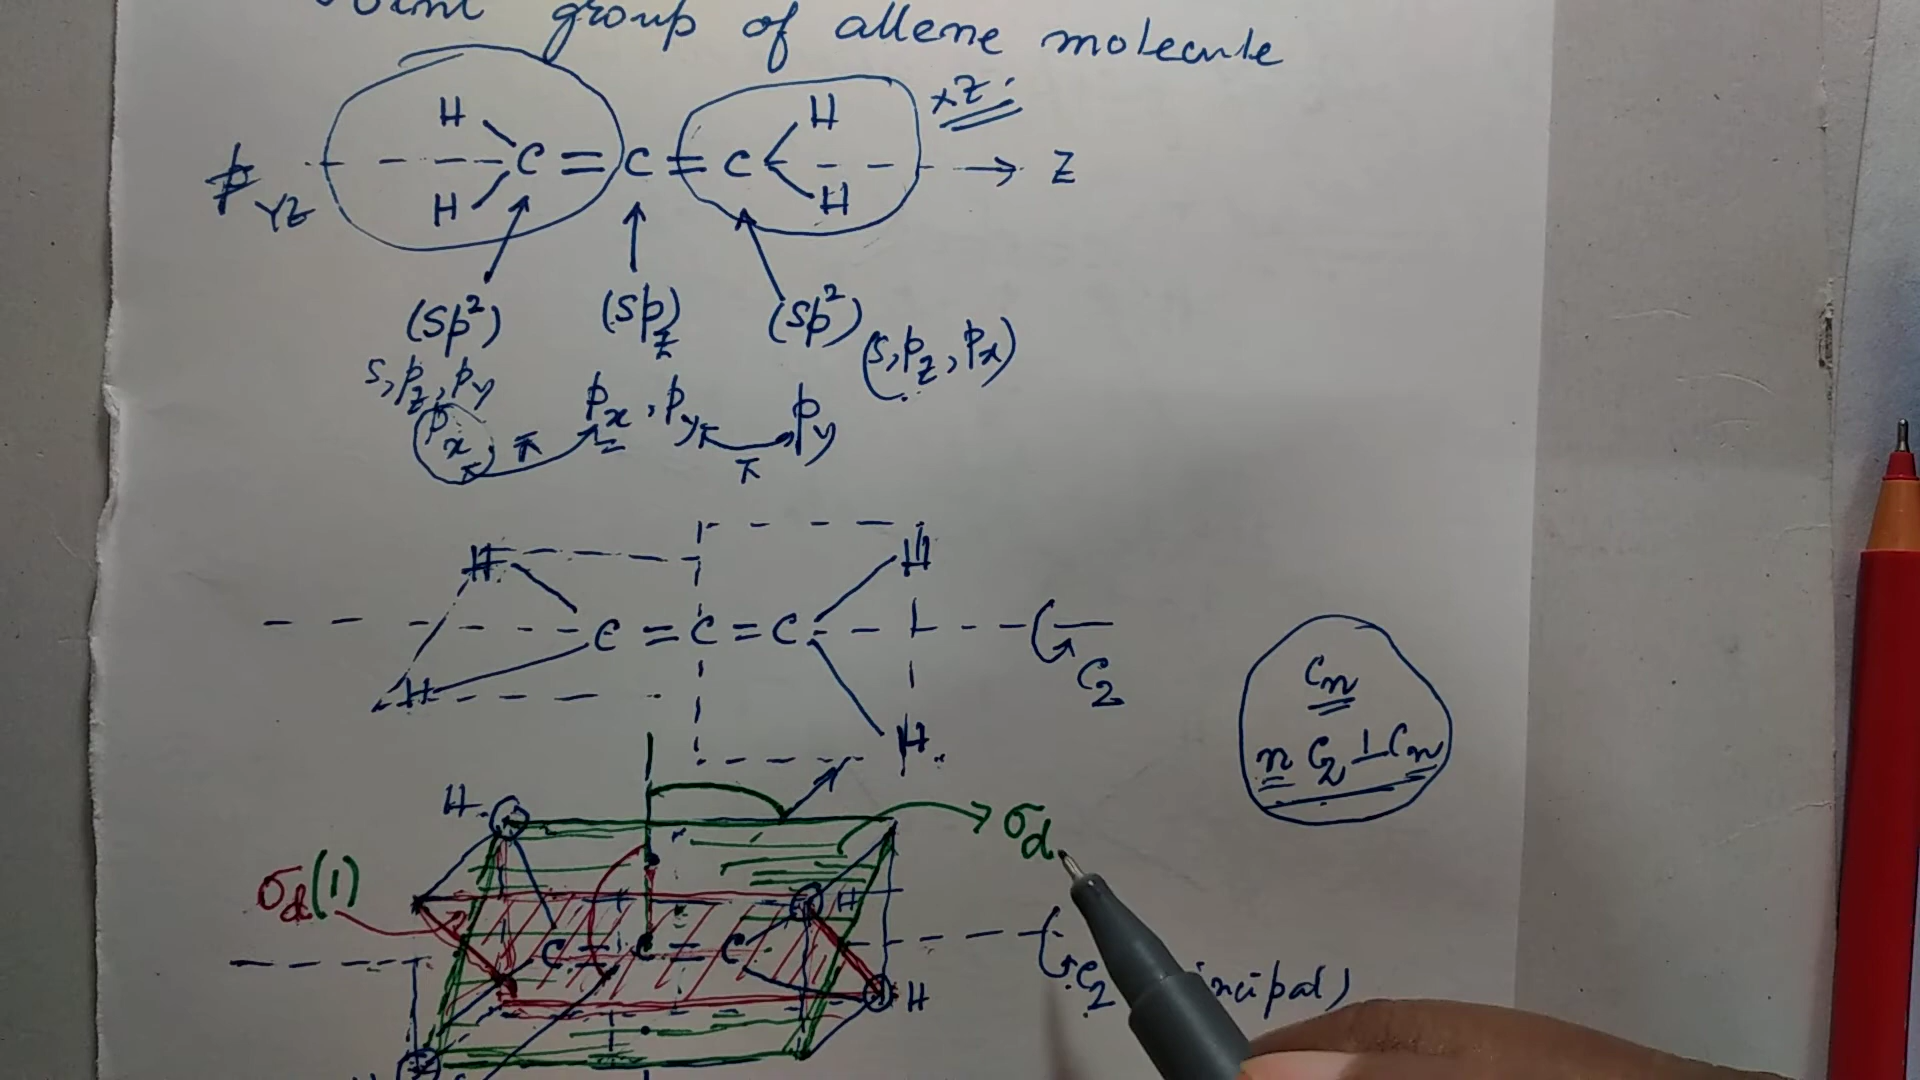 Point group of allene molecule
H H xz
C = C = C → Z
YZ H H
(sp²) (sp) (sp²)
z (s, pz, px)
s, pz, py
px px, py py
π π
H H
C = C = C
C2
H H
Cn
n C2 ⊥ Cn
H σd
σd(1) H
C = C = C
C2 H